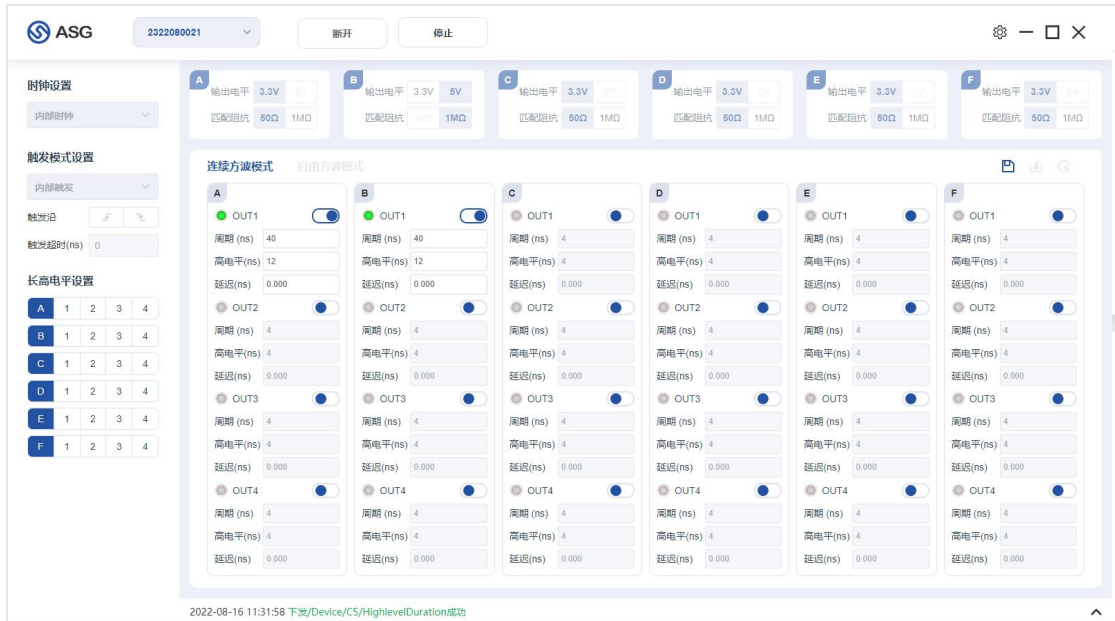 ASG 2322080021 断开 停止
时钟设置
内部时钟
触发模式设置
内部触发
触发沿
触发超时(ns) 0
长高电平设置
A 1 2 3 4
B 1 2 3 4
C 1 2 3 4
D 1 2 3 4
E 1 2 3 4
F 1 2 3 4
A B C D E F
输出电平 3.3V 5V 输出电平 3.3V 5V 输出电平 3.3V 5V 输出电平 3.3V 5V 输出电平 3.3V 5V 输出电平 3.3V 5V
匹配阻抗 50Ω 1MΩ 匹配阻抗 50Ω 1MΩ 匹配阻抗 50Ω 1MΩ 匹配阻抗 50Ω 1MΩ 匹配阻抗 50Ω 1MΩ 匹配阻抗 50Ω 1MΩ
连续方波模式 自由方波模式
A B C D E F
OUT1 OUT1 OUT1 OUT1 OUT1 OUT1
周期 (ns) 40 周期 (ns) 40 周期 (ns) 4 周期 (ns) 4 周期 (ns) 4 周期 (ns) 4
高电平(ns) 12 高电平(ns) 12 高电平(ns) 4 高电平(ns) 4 高电平(ns) 4 高电平(ns) 4
延迟(ns) 0.000 延迟(ns) 0.000 延迟(ns) 0.000 延迟(ns) 0.000 延迟(ns) 0.000 延迟(ns) 0.000
OUT2 OUT2 OUT2 OUT2 OUT2 OUT2
周期 (ns) 4 周期 (ns) 4 周期 (ns) 4 周期 (ns) 4 周期 (ns) 4 周期 (ns) 4
高电平(ns) 4 高电平(ns) 4 高电平(ns) 4 高电平(ns) 4 高电平(ns) 4 高电平(ns) 4
延迟(ns) 0.000 延迟(ns) 0.000 延迟(ns) 0.000 延迟(ns) 0.000 延迟(ns) 0.000 延迟(ns) 0.000
OUT3 OUT3 OUT3 OUT3 OUT3 OUT3
周期 (ns) 4 周期 (ns) 4 周期 (ns) 4 周期 (ns) 4 周期 (ns) 4 周期 (ns) 4
高电平(ns) 4 高电平(ns) 4 高电平(ns) 4 高电平(ns) 4 高电平(ns) 4 高电平(ns) 4
延迟(ns) 0.000 延迟(ns) 0.000 延迟(ns) 0.000 延迟(ns) 0.000 延迟(ns) 0.000 延迟(ns) 0.000
OUT4 OUT4 OUT4 OUT4 OUT4 OUT4
周期 (ns) 4 周期 (ns) 4 周期 (ns) 4 周期 (ns) 4 周期 (ns) 4 周期 (ns) 4
高电平(ns) 4 高电平(ns) 4 高电平(ns) 4 高电平(ns) 4 高电平(ns) 4 高电平(ns) 4
延迟(ns) 0.000 延迟(ns) 0.000 延迟(ns) 0.000 延迟(ns) 0.000 延迟(ns) 0.000 延迟(ns) 0.000
2022-08-16 11:31:58 下发/Device/C5/HighlevelDuration成功